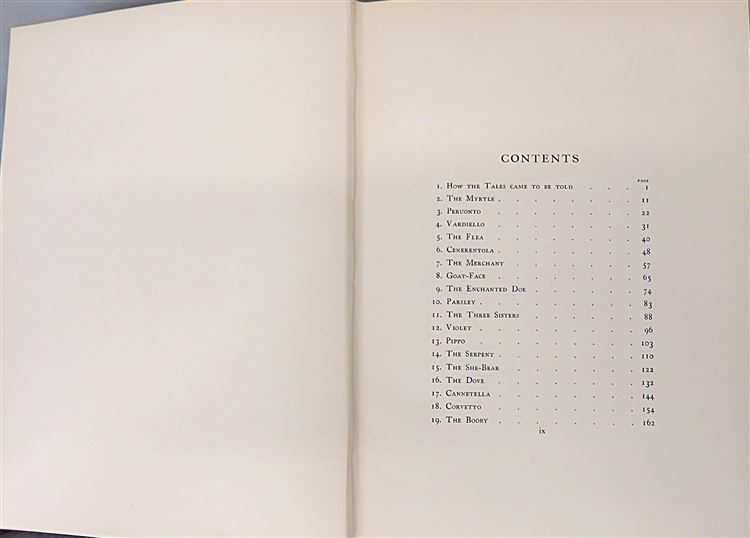 CONTENTS
PAGE
1. How the Tales came to be told . . . 1
2. The Myrtle . . . . . . . . 11
3. Peruonto . . . . . . . 22
4. Vardiello . . . . . . . 31
5. The Flea . . . . . . . 40
6. Cenerentola . . . . . . . . 48
7. The Merchant . . . . . . 57
8. Goat-Face . . . . . . . 65
9. The Enchanted Doe . . . . . 74
10. Parsley . . . . . . . . 83
11. The Three Sisters . . . . . 88
12. Violet . . . . . . . . 96
13. Pippo . . . . . . . . 103
14. The Serpent . . . . . . . . 110
15. The She-Bear . . . . . . 122
16. The Dove . . . . . . . 132
17. Cannetella . . . . . . . 144
18. Corvetto . . . . . . . 154
19. The Booby . . . . . . . 162
ix